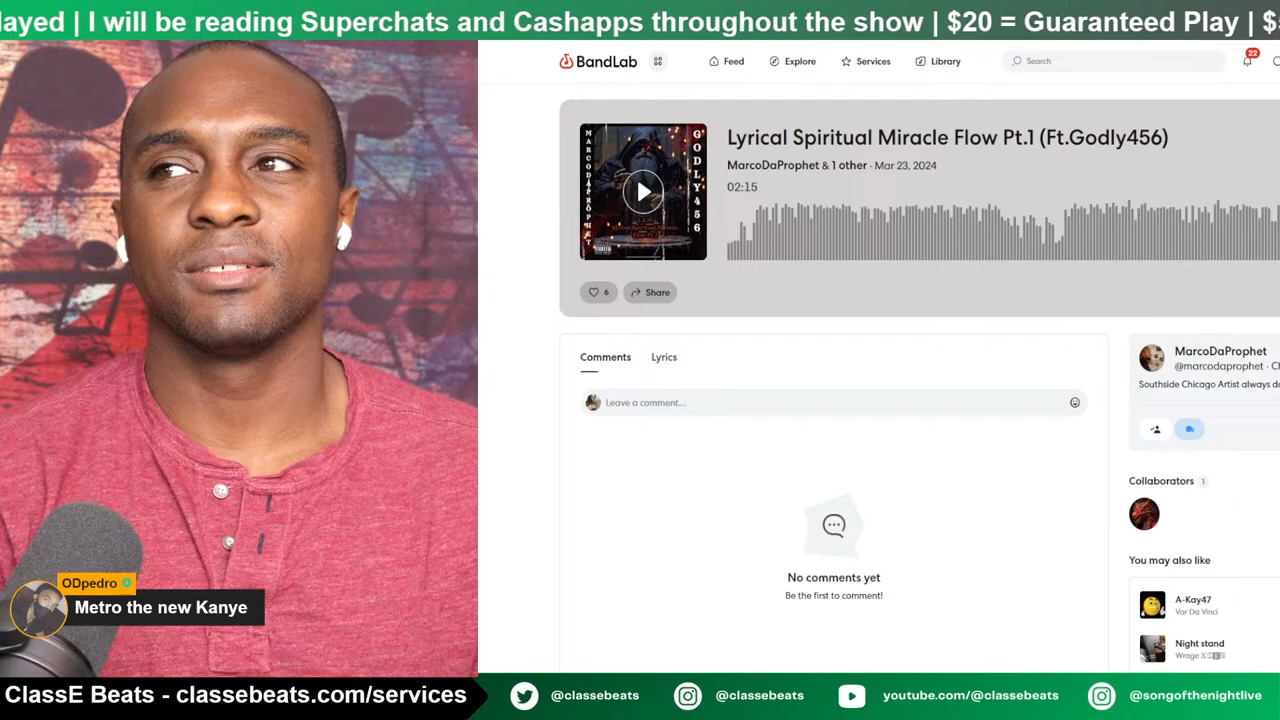 layed | I will be reading Superchats and Cashapps throughout the show | $20 = Guaranteed Play | $
BandLab
Feed
Explore
Services
Library
Search
22
MARCODAPROPHET
GODLY456
Lyrical Spiritual Miracle Flow Pt.1 (Ft.Godly456)
MarcoDaProphet & 1 other · Mar 23, 2024
02:15
6
Share
Comments
Lyrics
Leave a comment...
No comments yet
Be the first to comment!
MarcoDaProphet
@marcodaprophet · C
Southside Chicago Artist always d
Collaborators 1
You may also like
A-Kay47
Var Da Vinci
Night stand
Wrage
ODpedro
Metro the new Kanye
ClassE Beats - classebeats.com/services
@classebeats
@classebeats
youtube.com/@classebeats
@songofthenightlive